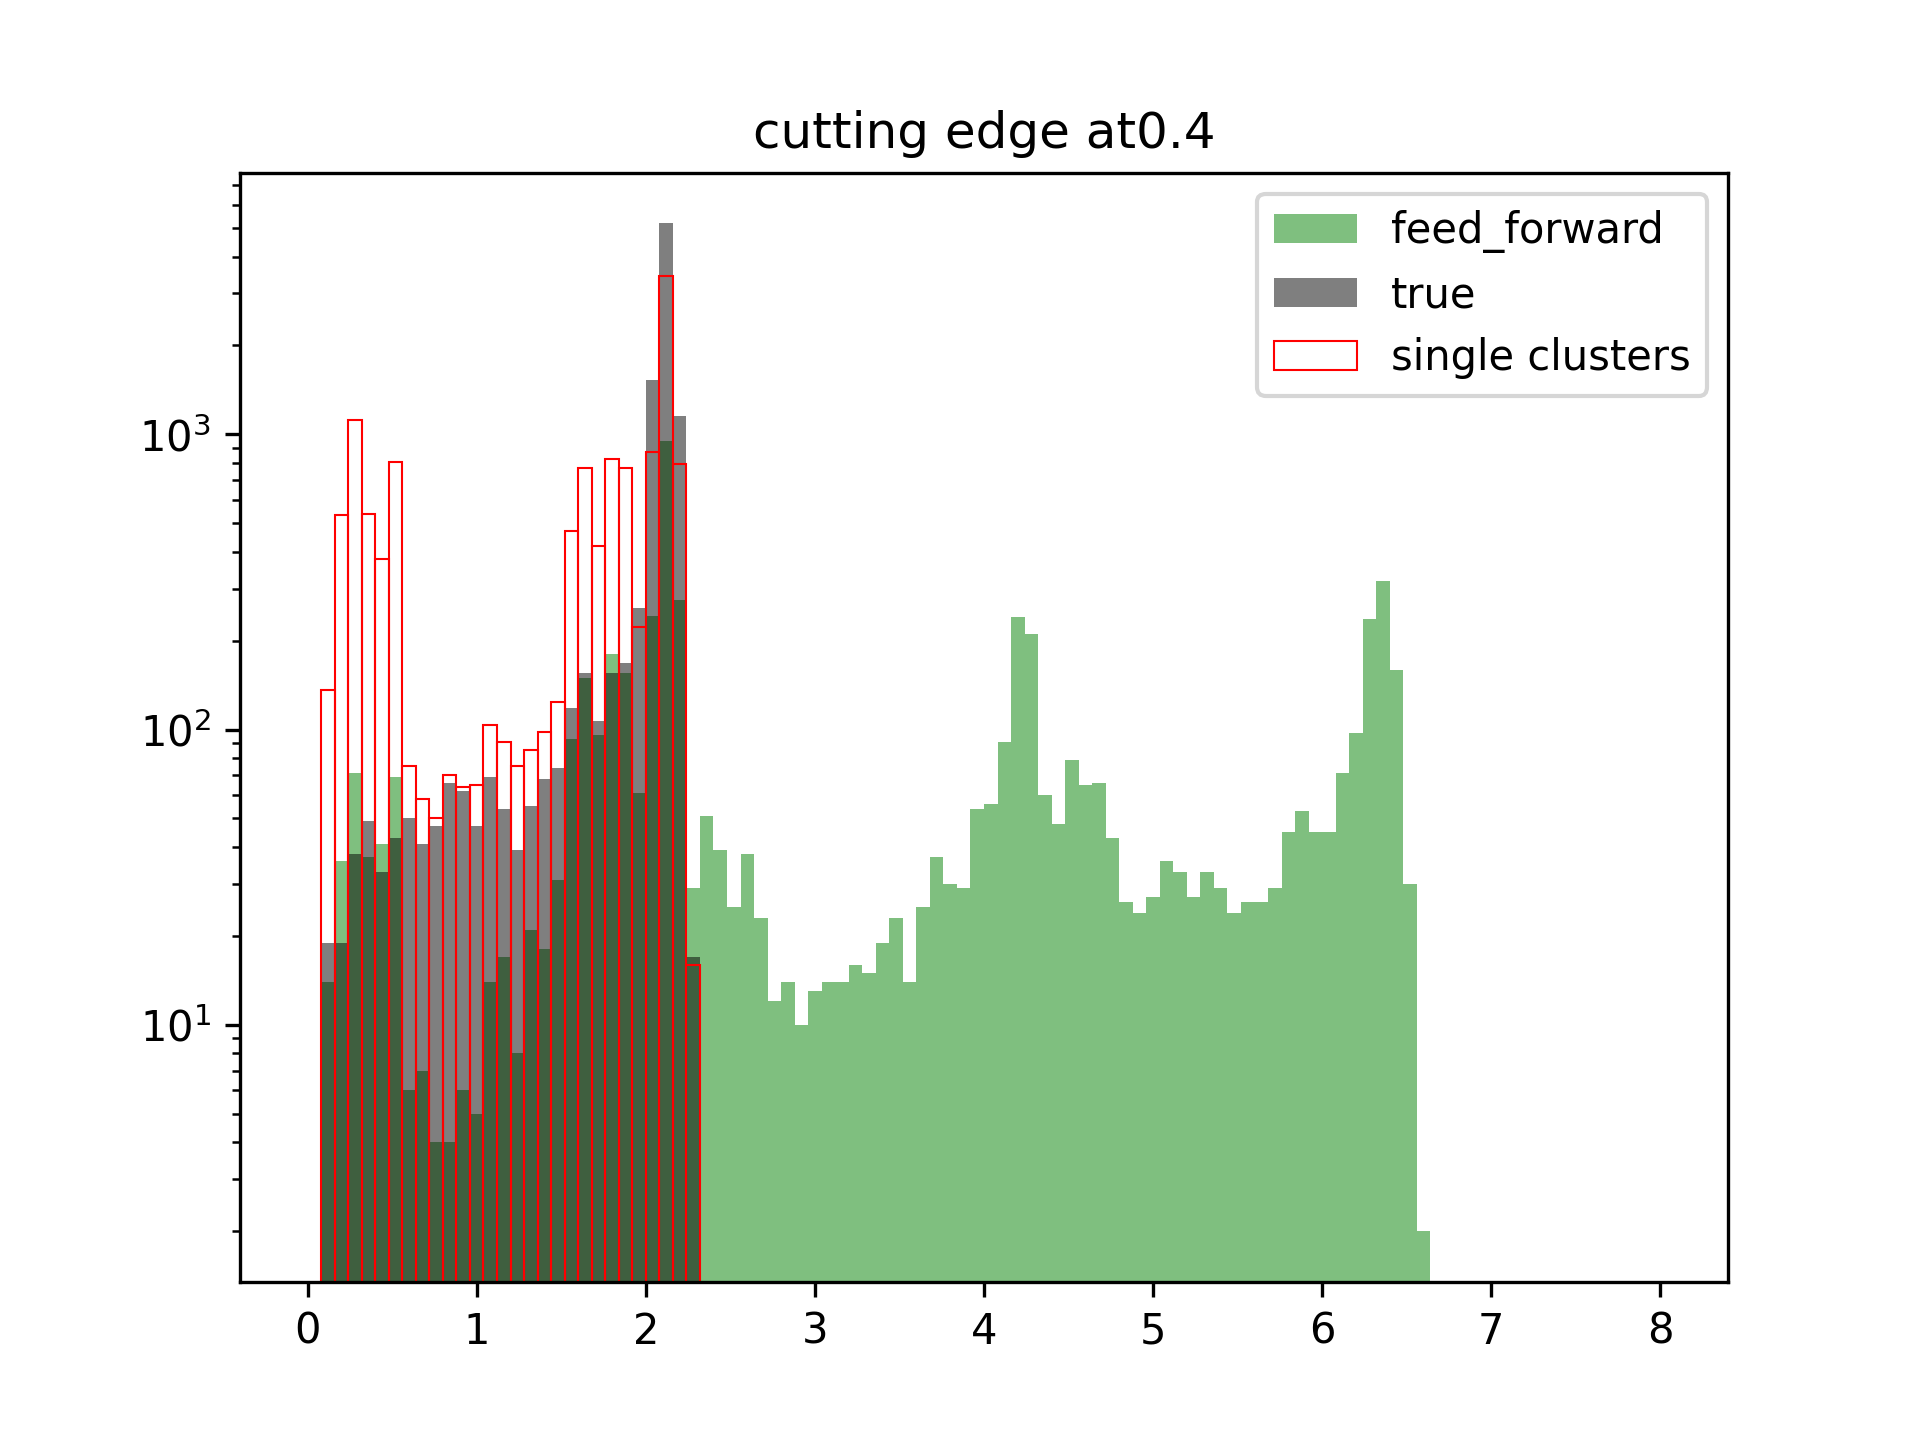 cutting edge at0.4
feed_forward
true
single clusters
10³
10²
10¹
0 1 2 3 4 5 6 7 8